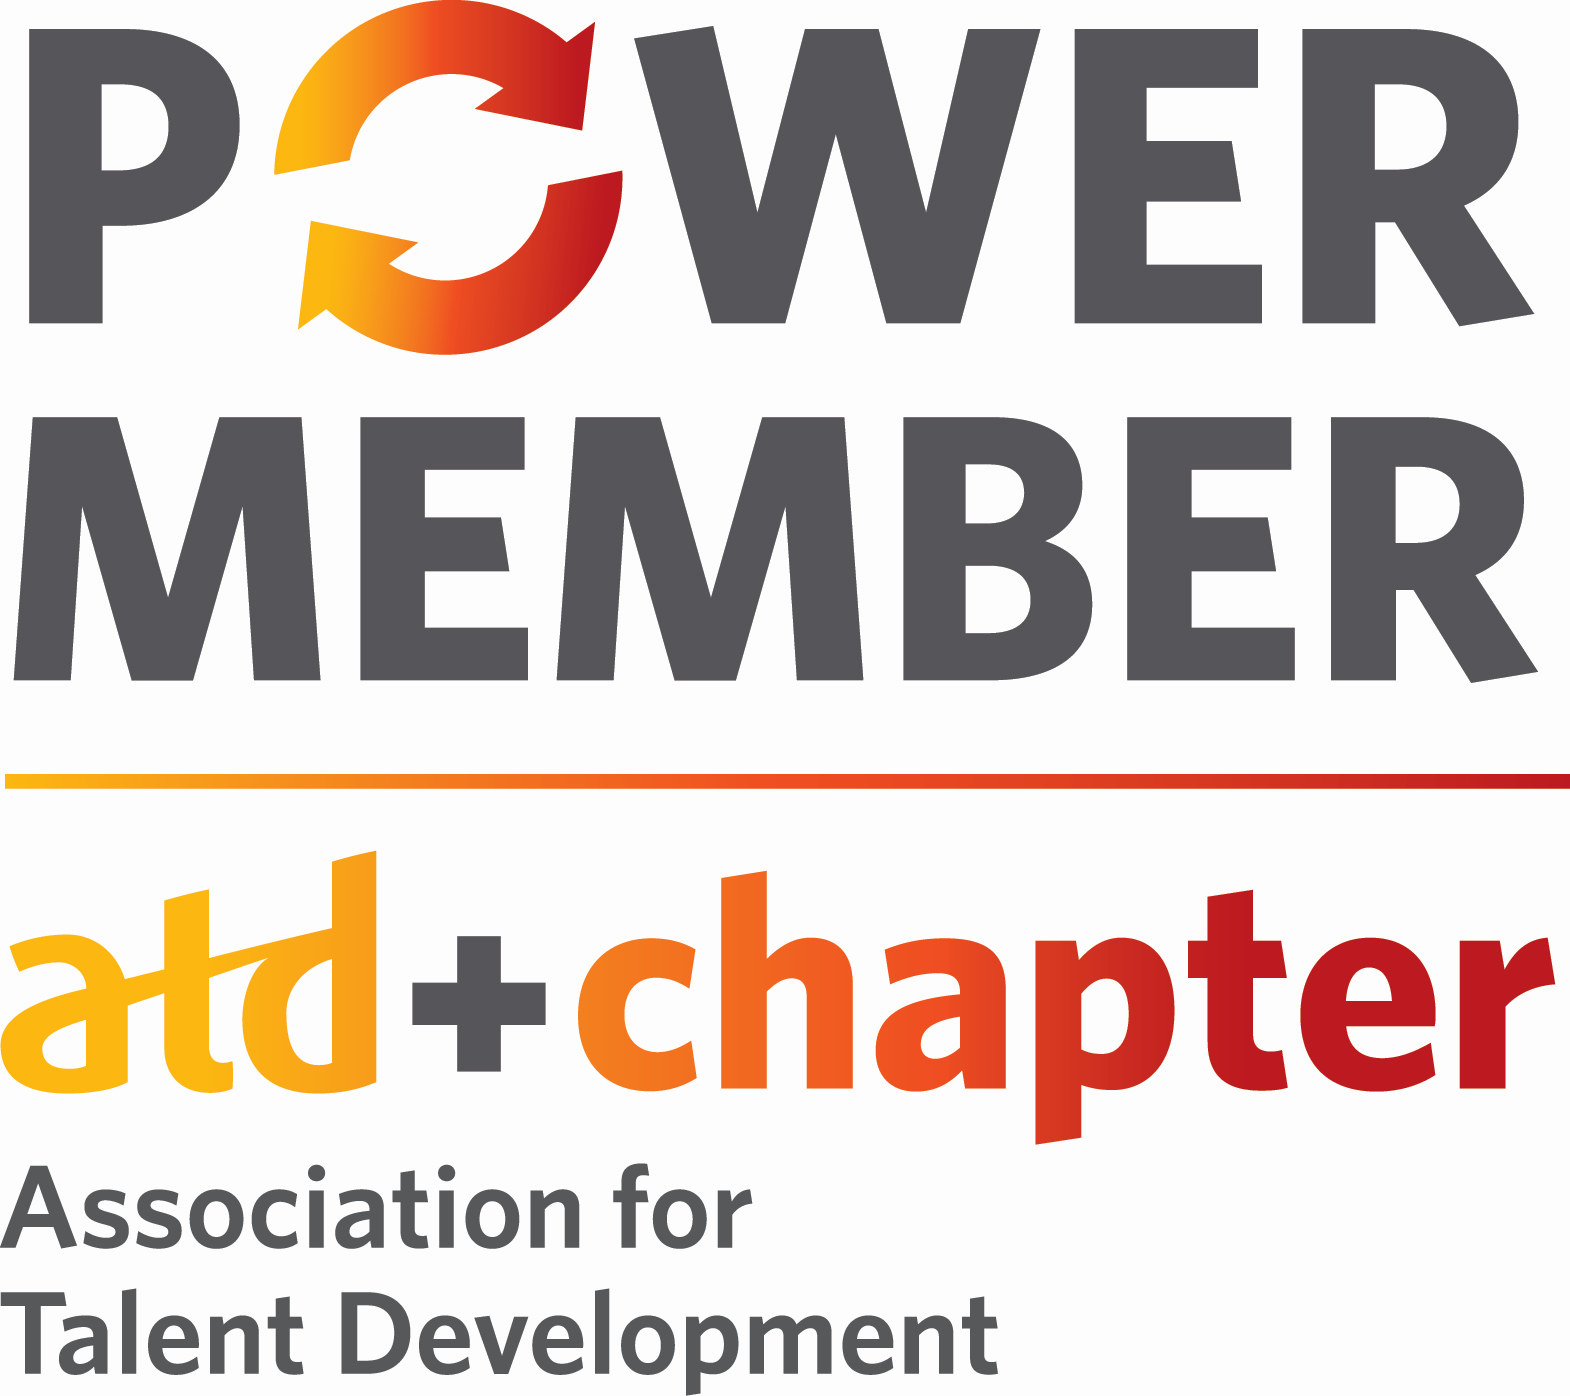 POWER
MEMBER
atd+chapter
Association for
Talent Development